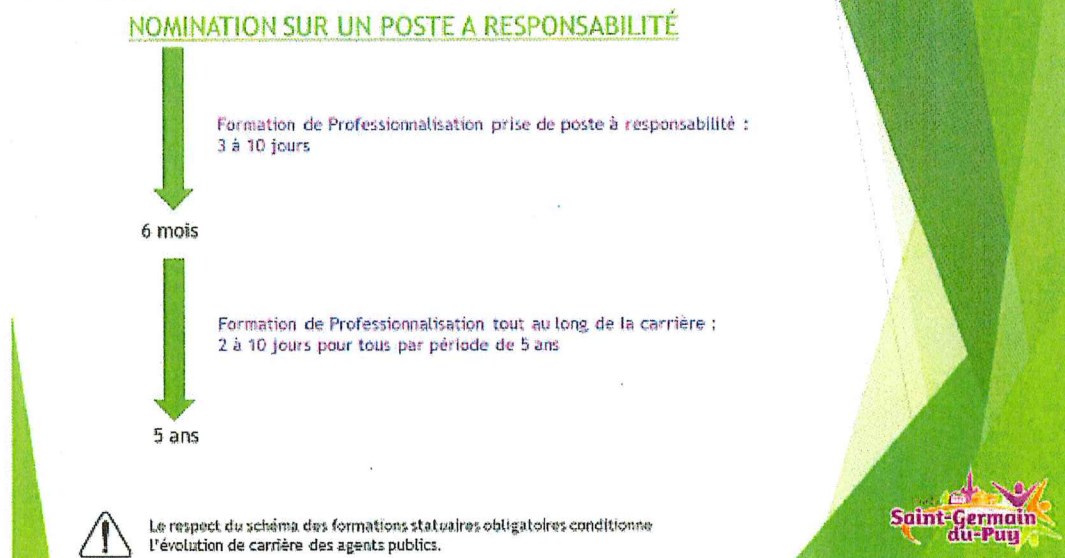 NOMINATION SUR UN POSTE A RESPONSABILITÉ
Formation de Professionnalisation prise de poste à responsabilité :
3 à 10 jours
6 mois
Formation de Professionnalisation tout au long de la carrière :
2 à 10 jours pour tous par période de 5 ans
5 ans
Le respect du schéma des formations statuaires obligatoires conditionne
l'évolution de carrière des agents publics.
Saint-Germain
du-Puy